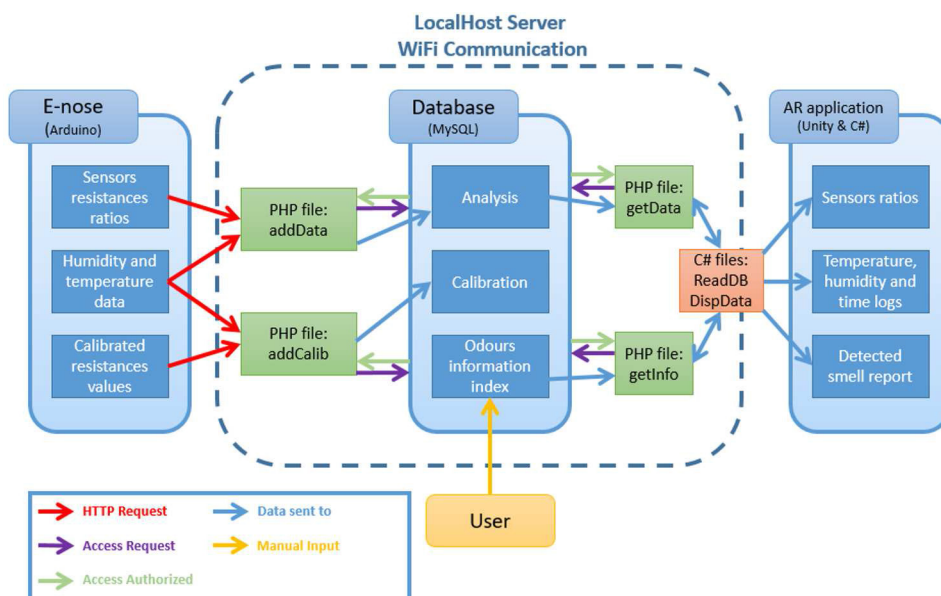 LocalHost Server
WiFi Communication
E-nose
(Arduino)
Sensors
resistances
ratios
Humidity and
temperature
data
Calibrated
resistances
values
PHP file:
addData
PHP file:
addCalib
Database
(MySQL)
Analysis
Calibration
Odours
information
index
PHP file:
getData
PHP file:
getInfo
C# files:
ReadDB
DispData
AR application
(Unity & C#)
Sensors ratios
Temperature,
humidity and
time logs
Detected
smell report
User
HTTP Request
Access Request
Access Authorized
Data sent to
Manual Input